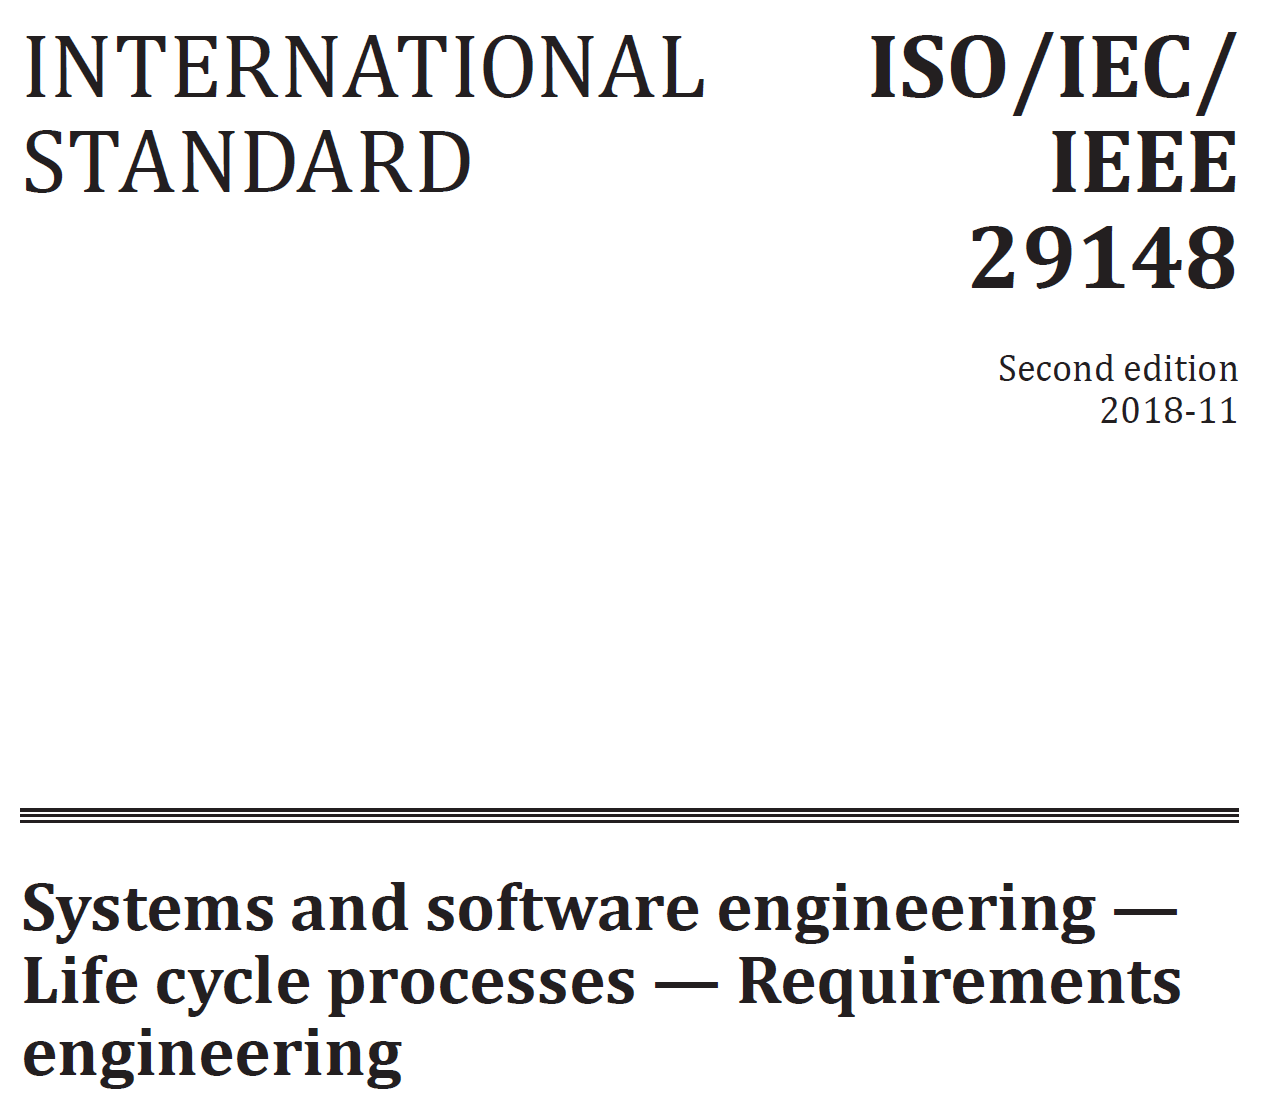 INTERNATIONAL
STANDARD
ISO/IEC/
IEEE
29148
Second edition
2018-11
Systems and software engineering —
Life cycle processes — Requirements
engineering